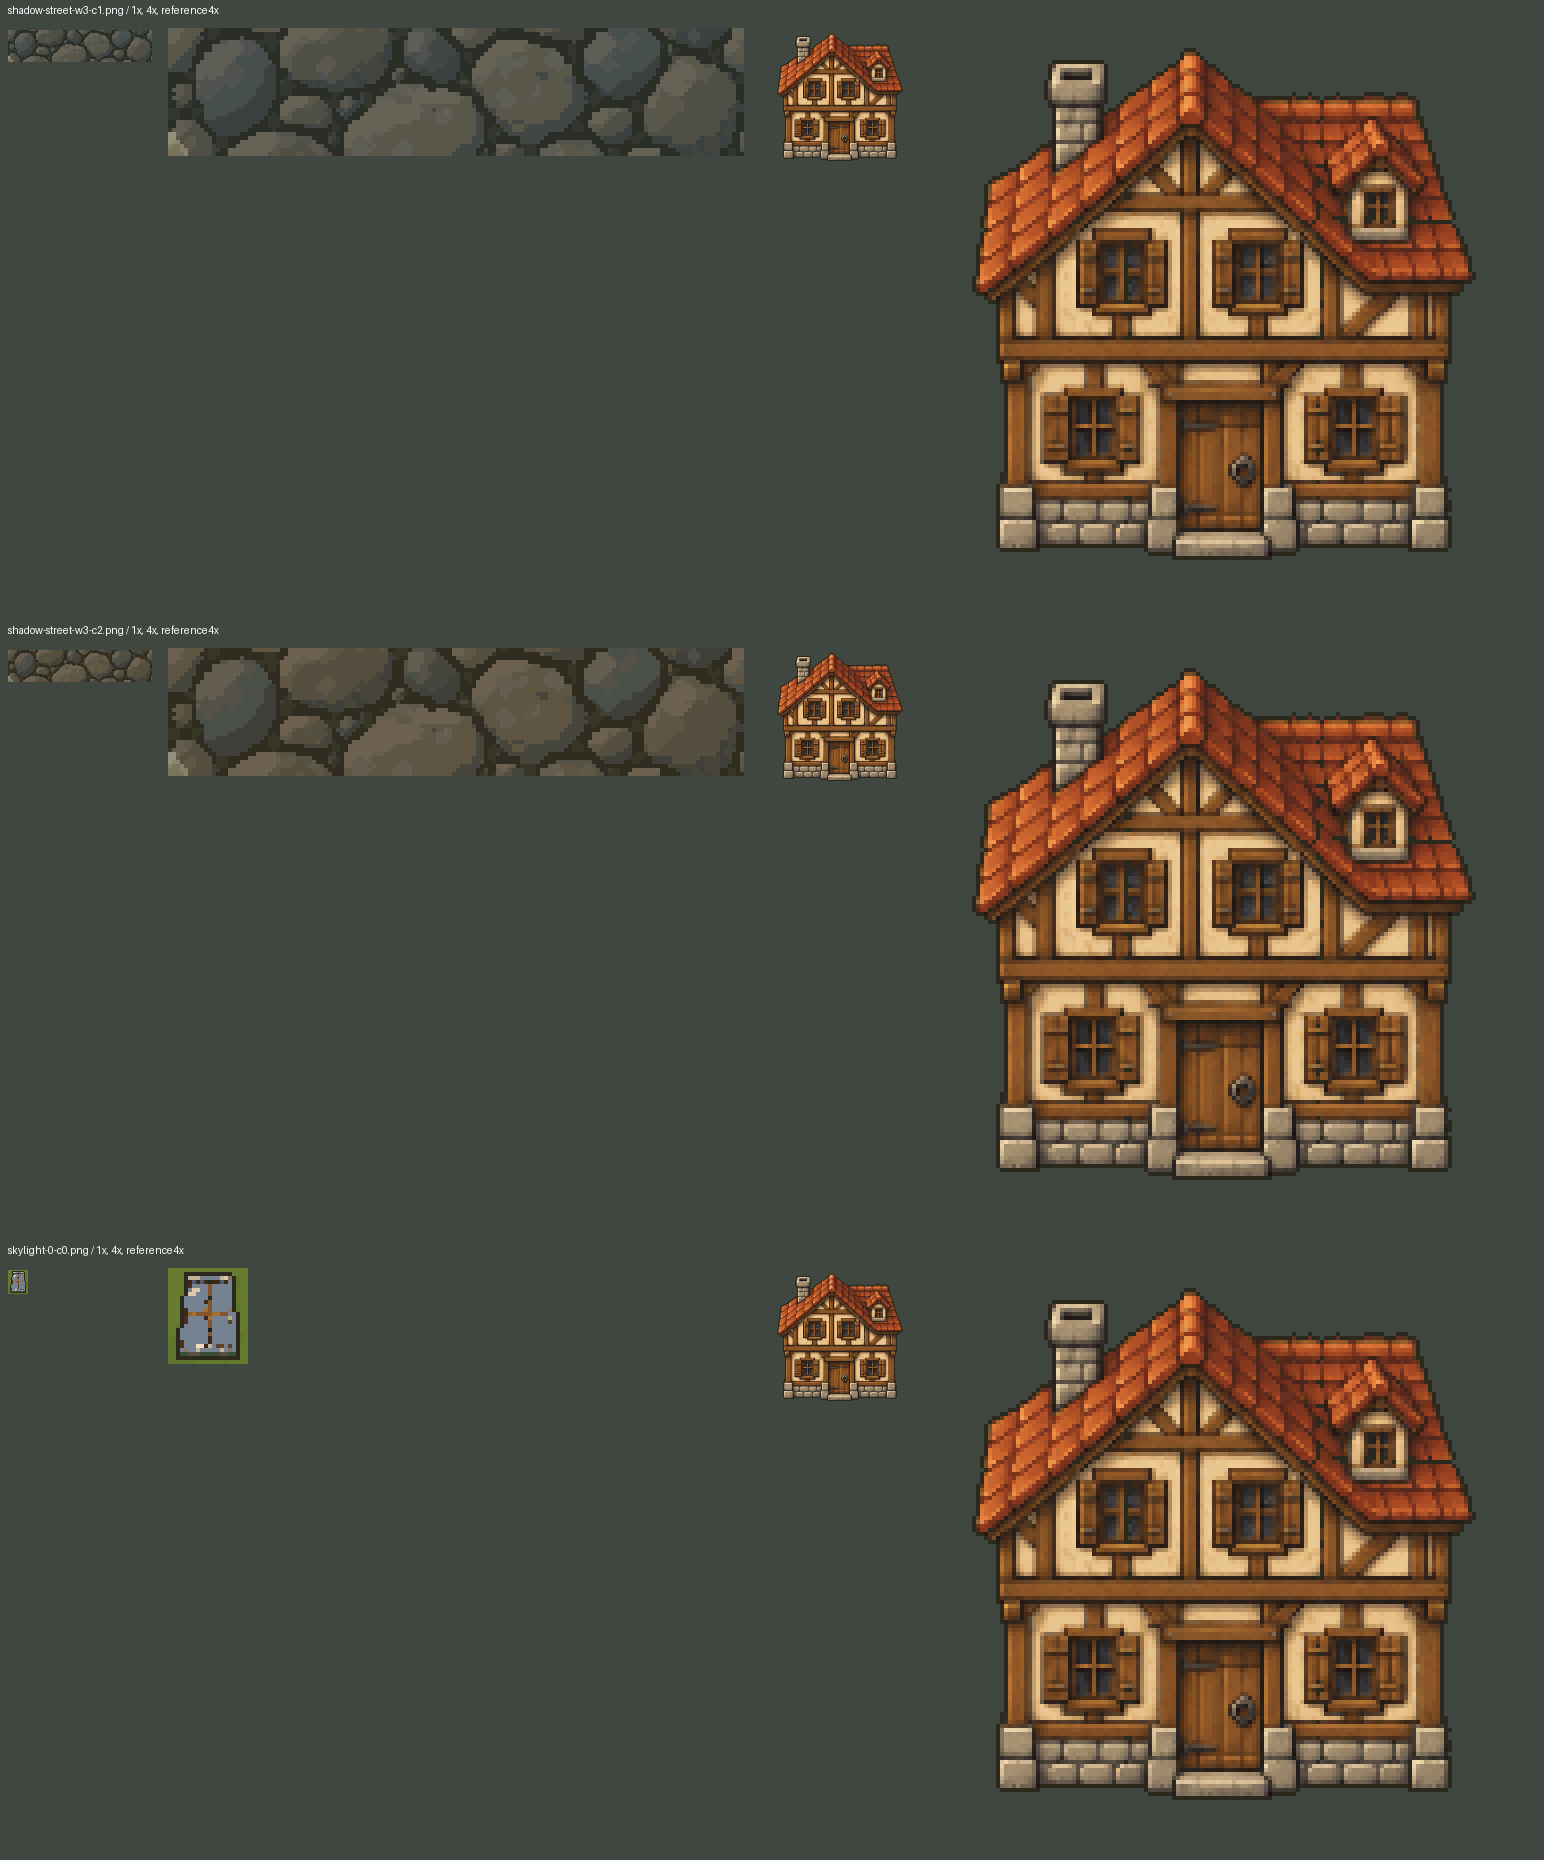 shadow-street-w3-c1.png / 1x, 4x, reference4x
shadow-street-w3-c2.png / 1x, 4x, reference4x
skylight-0-c0.png / 1x, 4x, reference4x